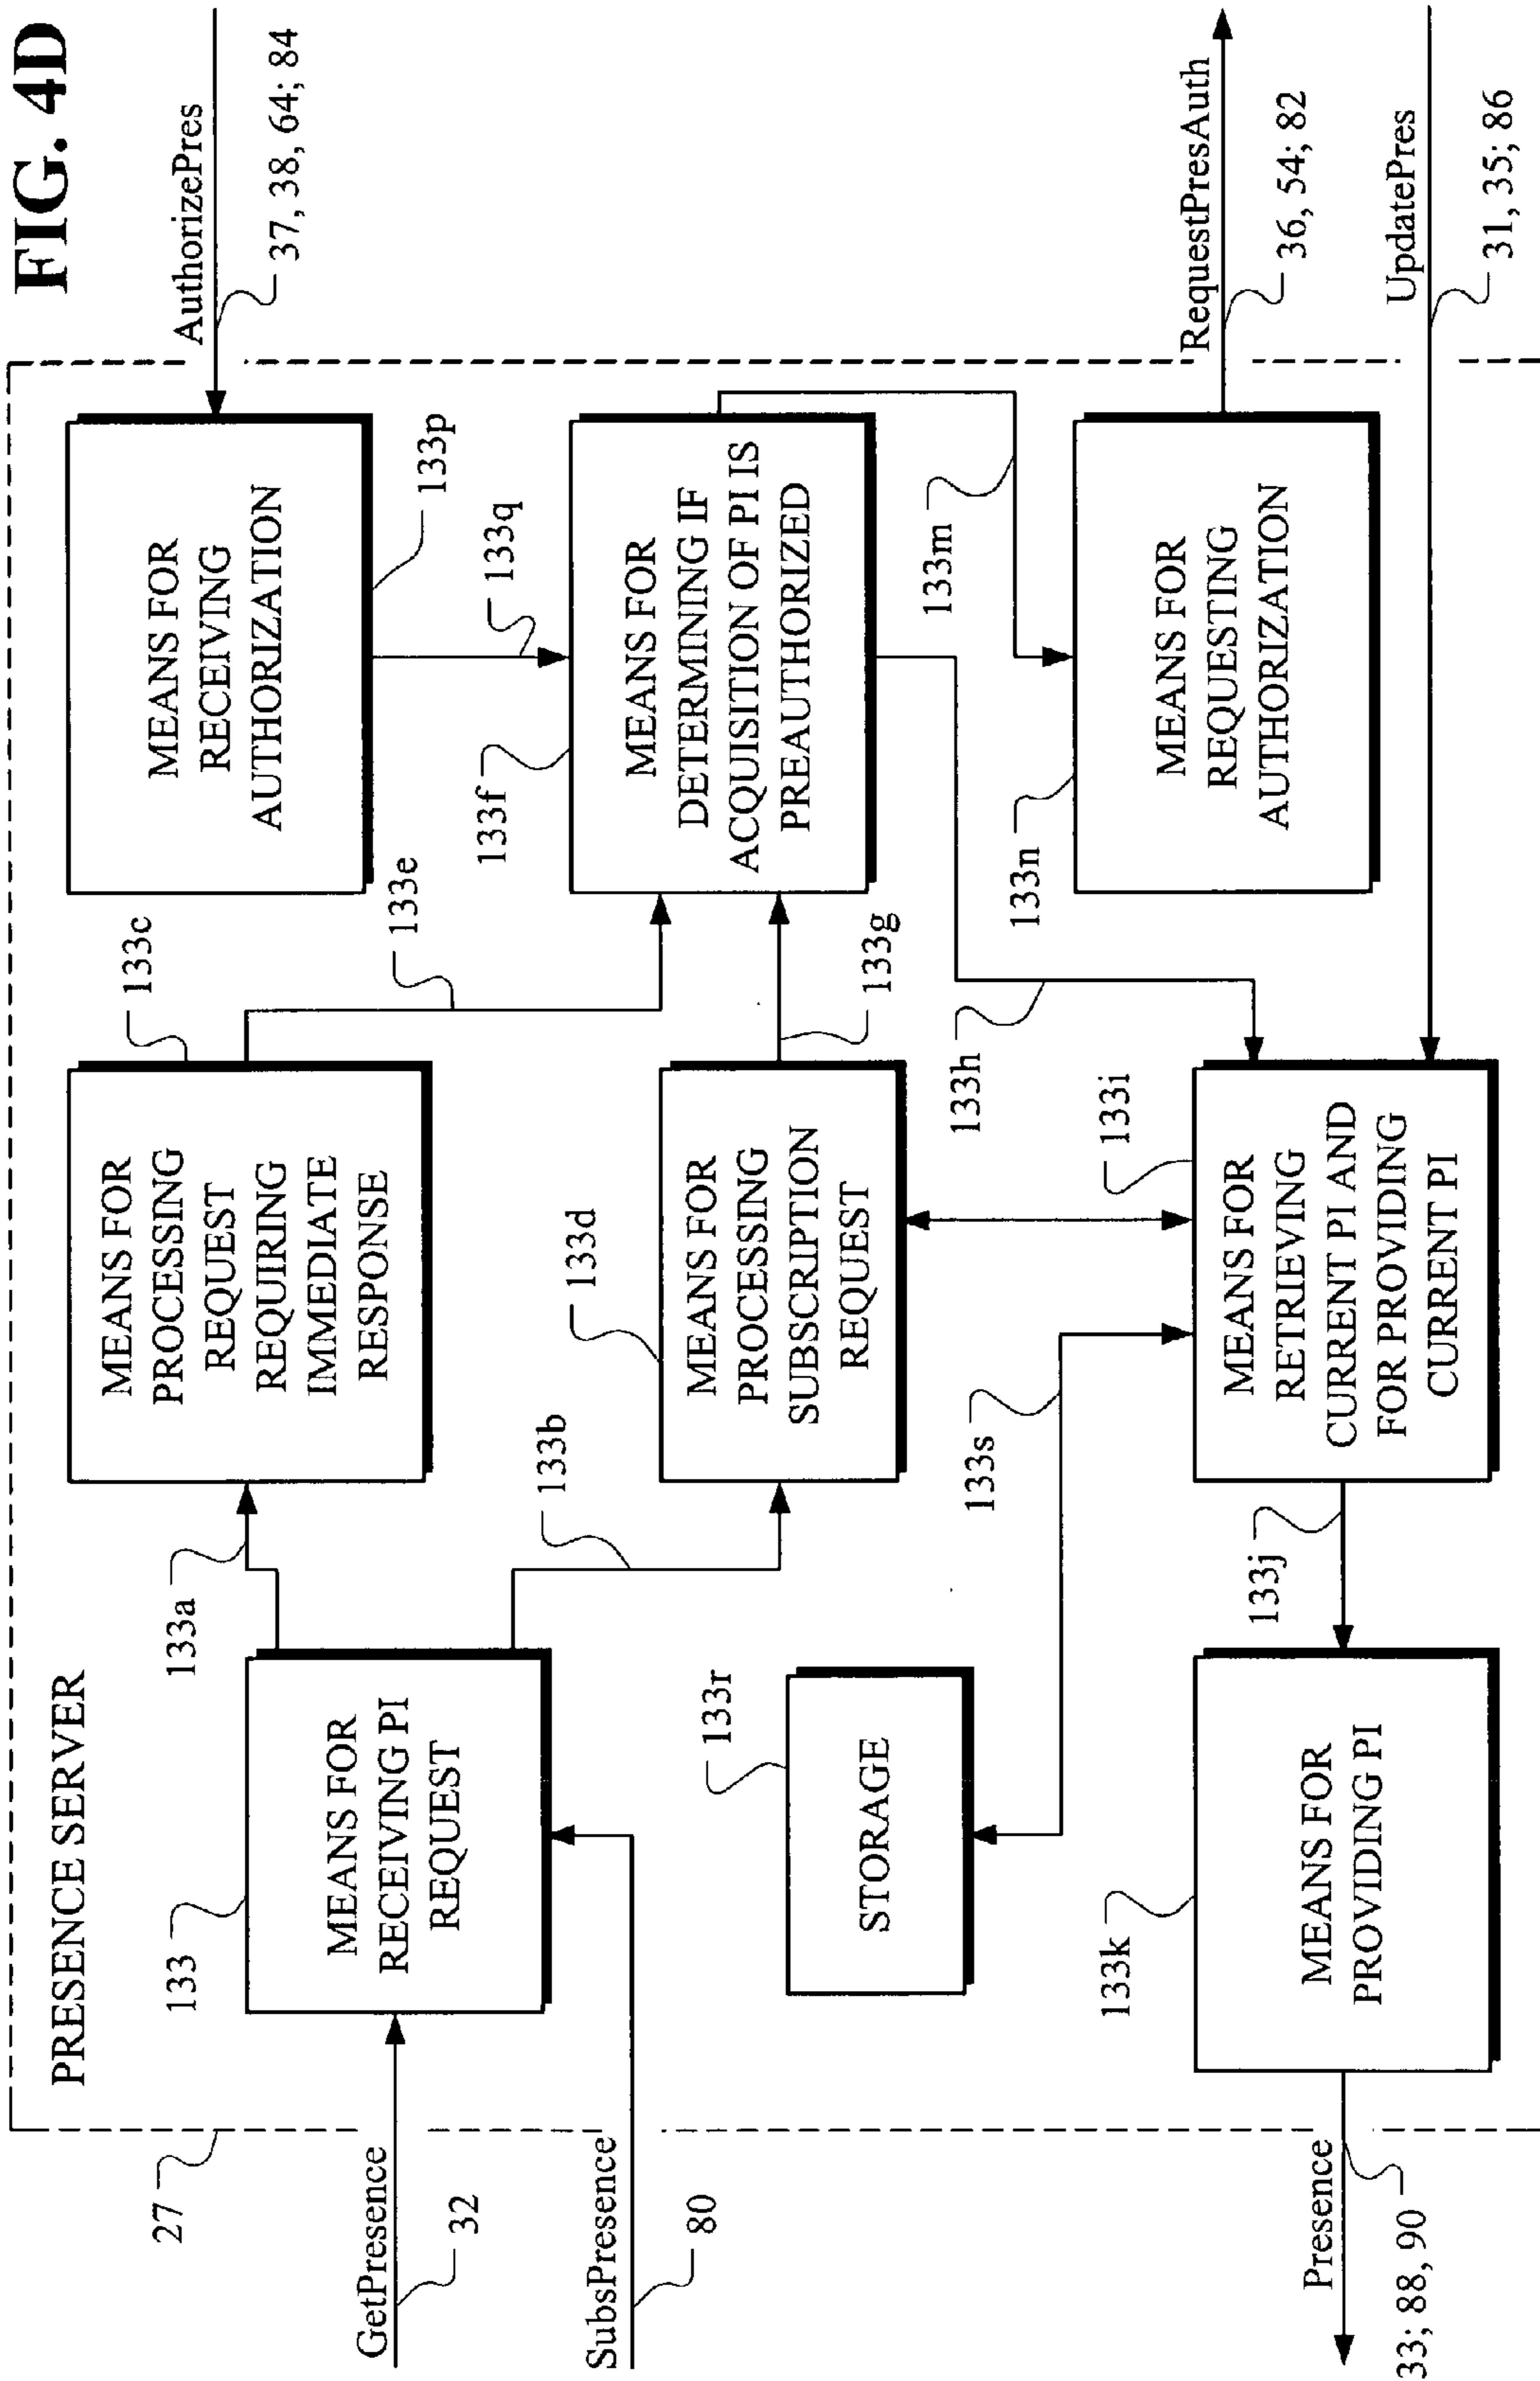 FIG. 4D
PRESENCE SERVER
27
GetPresence
32
SubsPresence
80
133
MEANS FOR
RECEIVING PI
REQUEST
133a
133b
133c
MEANS FOR
PROCESSING
REQUEST
REQUIRING
IMMEDIATE
RESPONSE
133d
MEANS FOR
PROCESSING
SUBSCRIPTION
REQUEST
133e
133g
MEANS FOR
RECEIVING
AUTHORIZATION
133p
133q
AuthorizePres
37, 38, 64; 84
133f
MEANS FOR
DETERMINING IF
ACQUISITION OF PI IS
PREAUTHORIZED
133m
133h
133n
MEANS FOR
REQUESTING
AUTHORIZATION
RequestPresAuth
36, 54; 82
UpdatePres
31, 35; 86
133r
STORAGE
133s
133i
MEANS FOR
RETRIEVING
CURRENT PI AND
FOR PROVIDING
CURRENT PI
133j
133k
MEANS FOR
PROVIDING PI
Presence
33; 88, 90